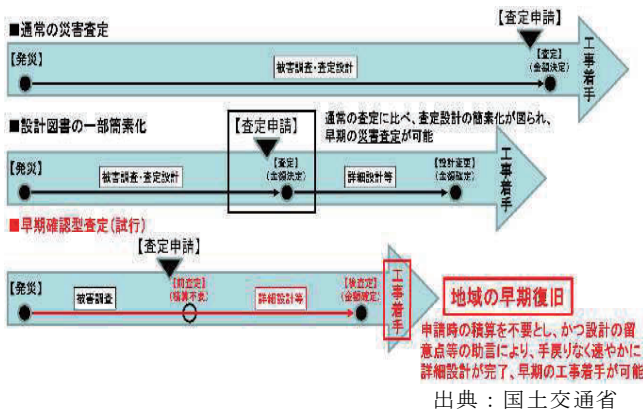 ■通常の災害査定
【査定申請】
【発災】
被害調査・査定設計
【査定】
(金額決定)
工事着手
■設計図書の一部簡素化
【査定申請】
通常の査定に比べ、査定設計の簡素化が図られ、
早期の災害査定が可能
【発災】
被害調査・査定設計
【査定】
(金額決定)
詳細設計等
【設計変更】
(金額確定)
工事着手
■早期確認型査定(試行)
【査定申請】
【発災】
被害調査
【前査定】
(積算不要)
詳細設計等
【後査定】
(金額確定)
工事着手
地域の早期復旧
申請時の積算を不要とし、かつ設計の留
意点等の助言により、手戻りなく速やかに
詳細設計が完了、早期の工事着手が可能
出典：国土交通省